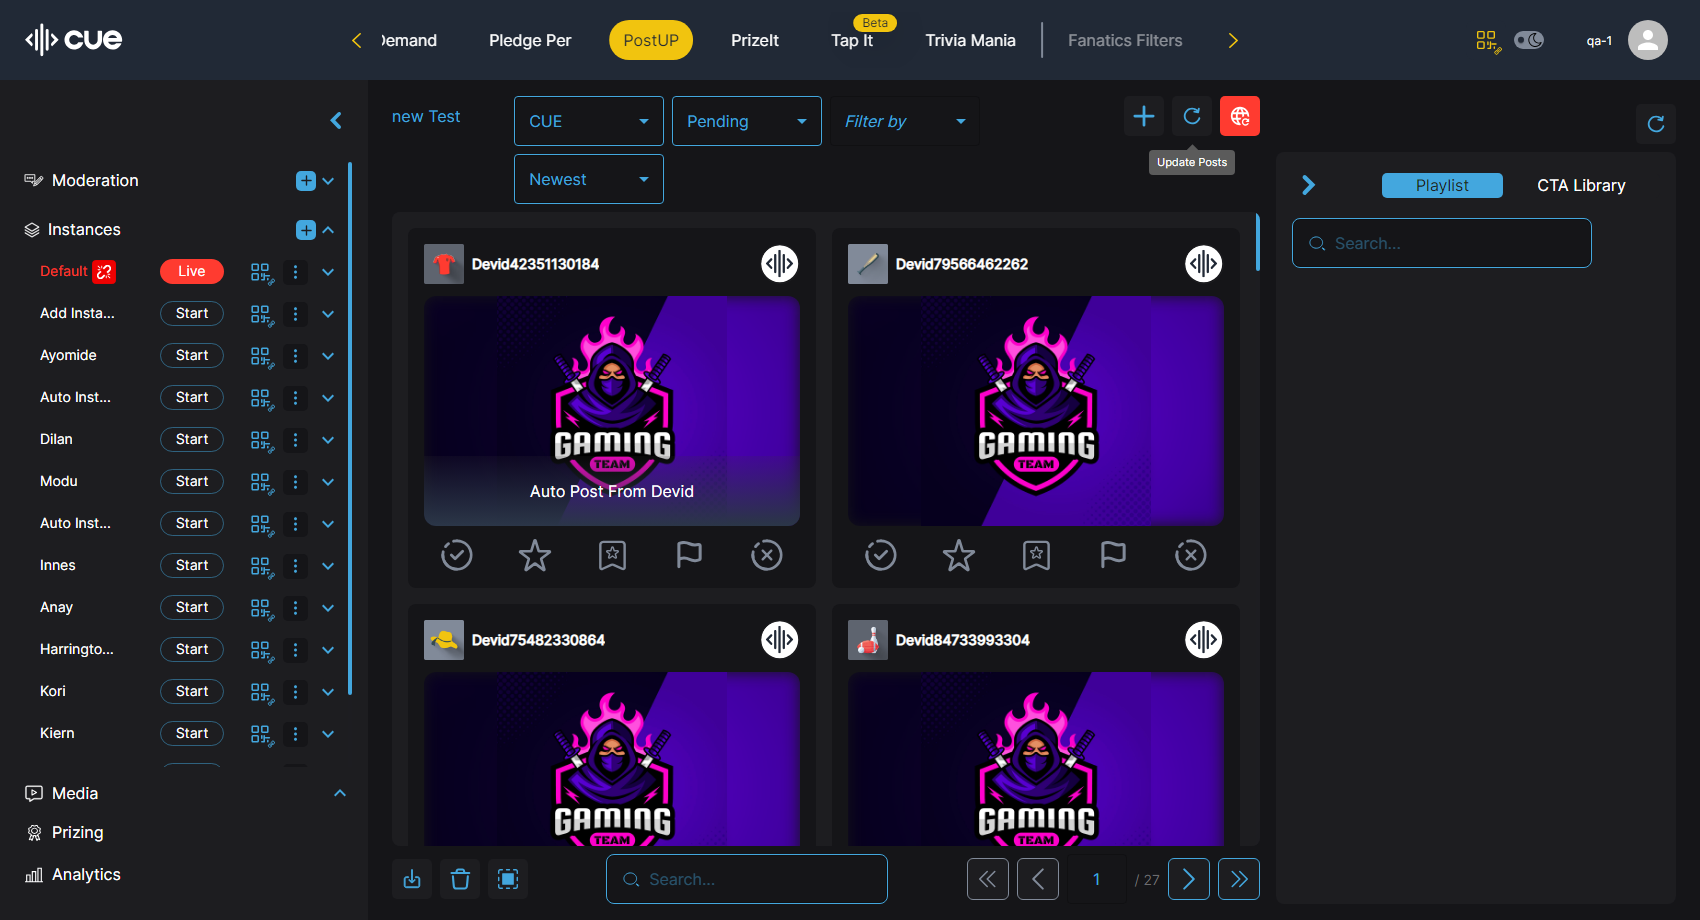 cue
Demand
Pledge Per
PostUP
PrizeIt
Beta
Tap It
Trivia Mania
Fanatics Filters
qa-1
Moderation
Instances
Default
Live
Add Insta...
Start
Ayomide
Start
Auto Inst...
Start
Dilan
Start
Modu
Start
Auto Inst...
Start
Innes
Start
Anay
Start
Harringto...
Start
Kori
Start
Kiern
Start
Media
Prizing
Analytics
new Test
CUE
Pending
Filter by
Newest
Update Posts
Devid42351130184
GAMING
TEAM
Auto Post From Devid
Devid79566462262
GAMING
TEAM
Devid75482330864
GAMING
TEAM
Devid84733993304
GAMING
TEAM
Search...
1
/ 27
Playlist
CTA Library
Search...